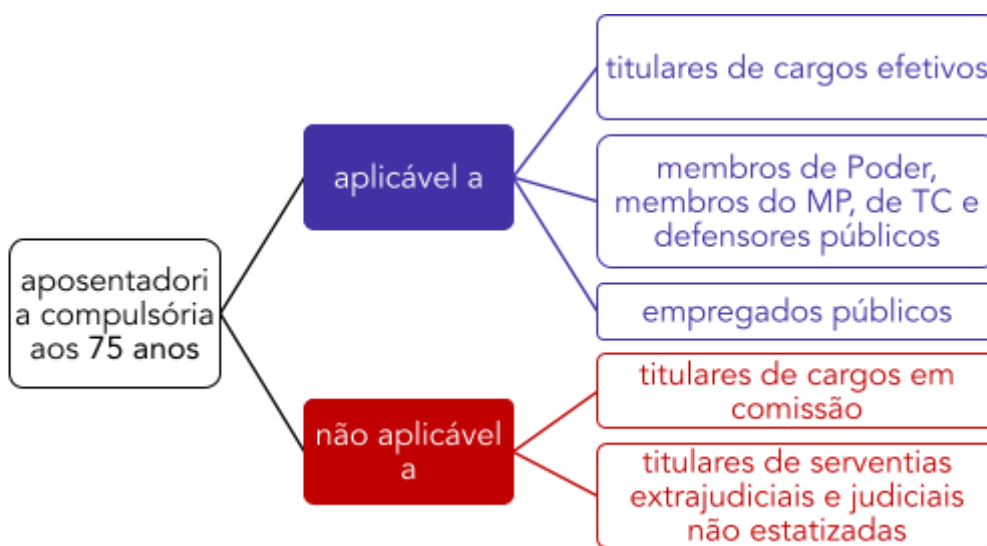 aposentadori
a compulsória
aos 75 anos
aplicável a
titulares de cargos efetivos
membros de Poder,
membros do MP, de TC e
defensores públicos
empregados públicos
não aplicável
a
titulares de cargos em
comissão
titulares de serventias
extrajudiciais e judiciais
não estatizadas